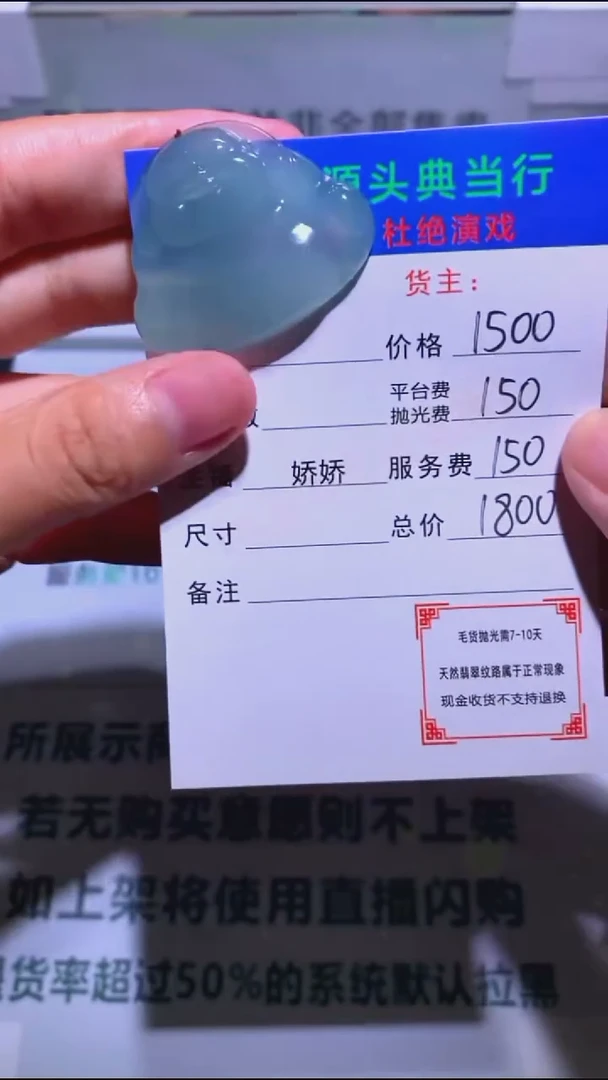 源头典当行
杜绝演戏
货主：
价格 1500
平台费
抛光费 150
娇娇 服务费 150
尺寸 总价 1800
备注
毛货抛光需7-10天
天然翡翠纹路属于正常现象
现金收货不支持退换
所展示商
若无购买意愿则不上架
如上架将使用直播闪购
货率超过50%的系统默认拉黑